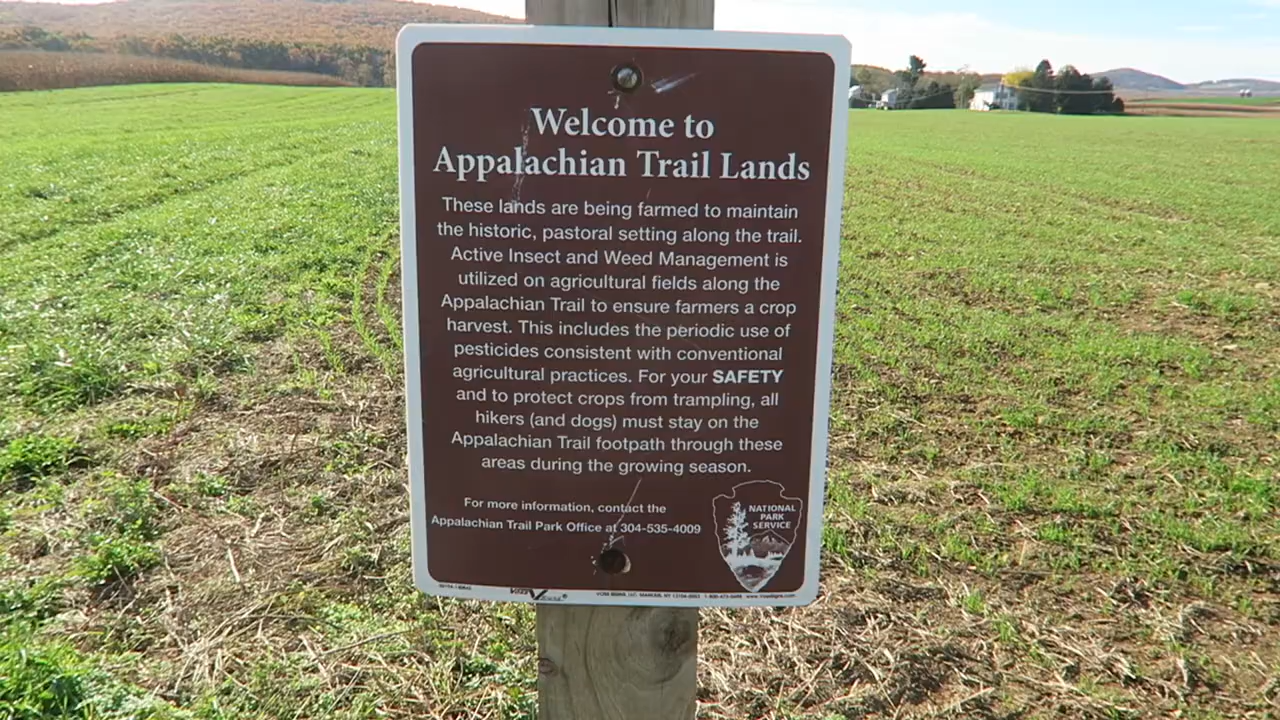 Welcome to
Appalachian Trail Lands
These lands are being farmed to maintain
the historic, pastoral setting along the trail.
Active Insect and Weed Management is
utilized on agricultural fields along the
Appalachian Trail to ensure farmers a crop
harvest. This includes the periodic use of
pesticides consistent with conventional
agricultural practices. For your SAFETY
and to protect crops from trampling, all
hikers (and dogs) must stay on the
Appalachian Trail footpath through these
areas during the growing season.
For more information, contact the
Appalachian Trail Park Office at 304-535-4009
NATIONAL
PARK
SERVICE